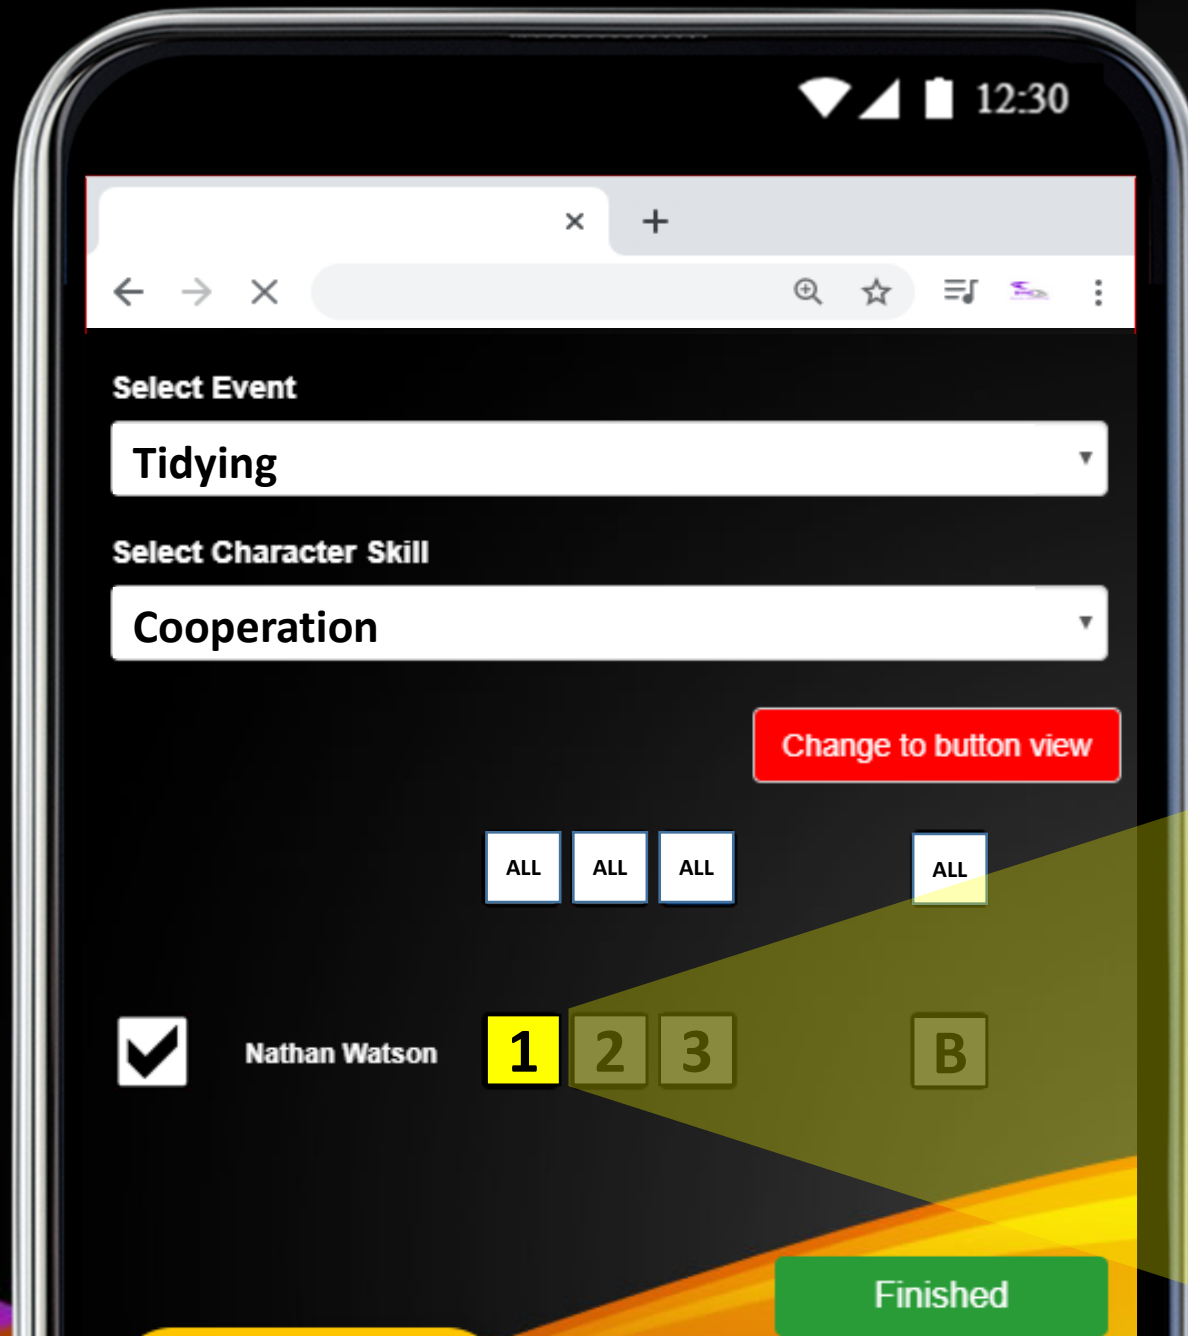 12:30
Select Event
Tidying
Select Character Skill
Cooperation
Change to button view
ALL ALL ALL ALL
Nathan Watson 1 2 3 B
Finished